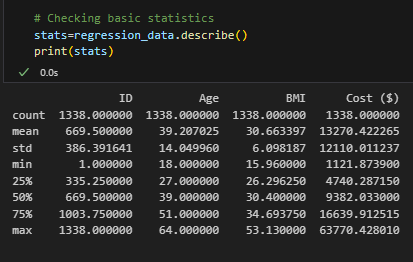 # Checking basic statistics
stats=regression_data.describe()
print(stats)
0.0s
ID Age BMI Cost ($)
count 1338.000000 1338.000000 1338.000000 1338.000000
mean 669.500000 39.207025 30.663397 13270.422265
std 386.391641 14.049960 6.098187 12110.011237
min 1.000000 18.000000 15.960000 1121.873900
25% 335.250000 27.000000 26.296250 4740.287150
50% 669.500000 39.000000 30.400000 9382.033000
75% 1003.750000 51.000000 34.693750 16639.912515
max 1338.000000 64.000000 53.130000 63770.428010